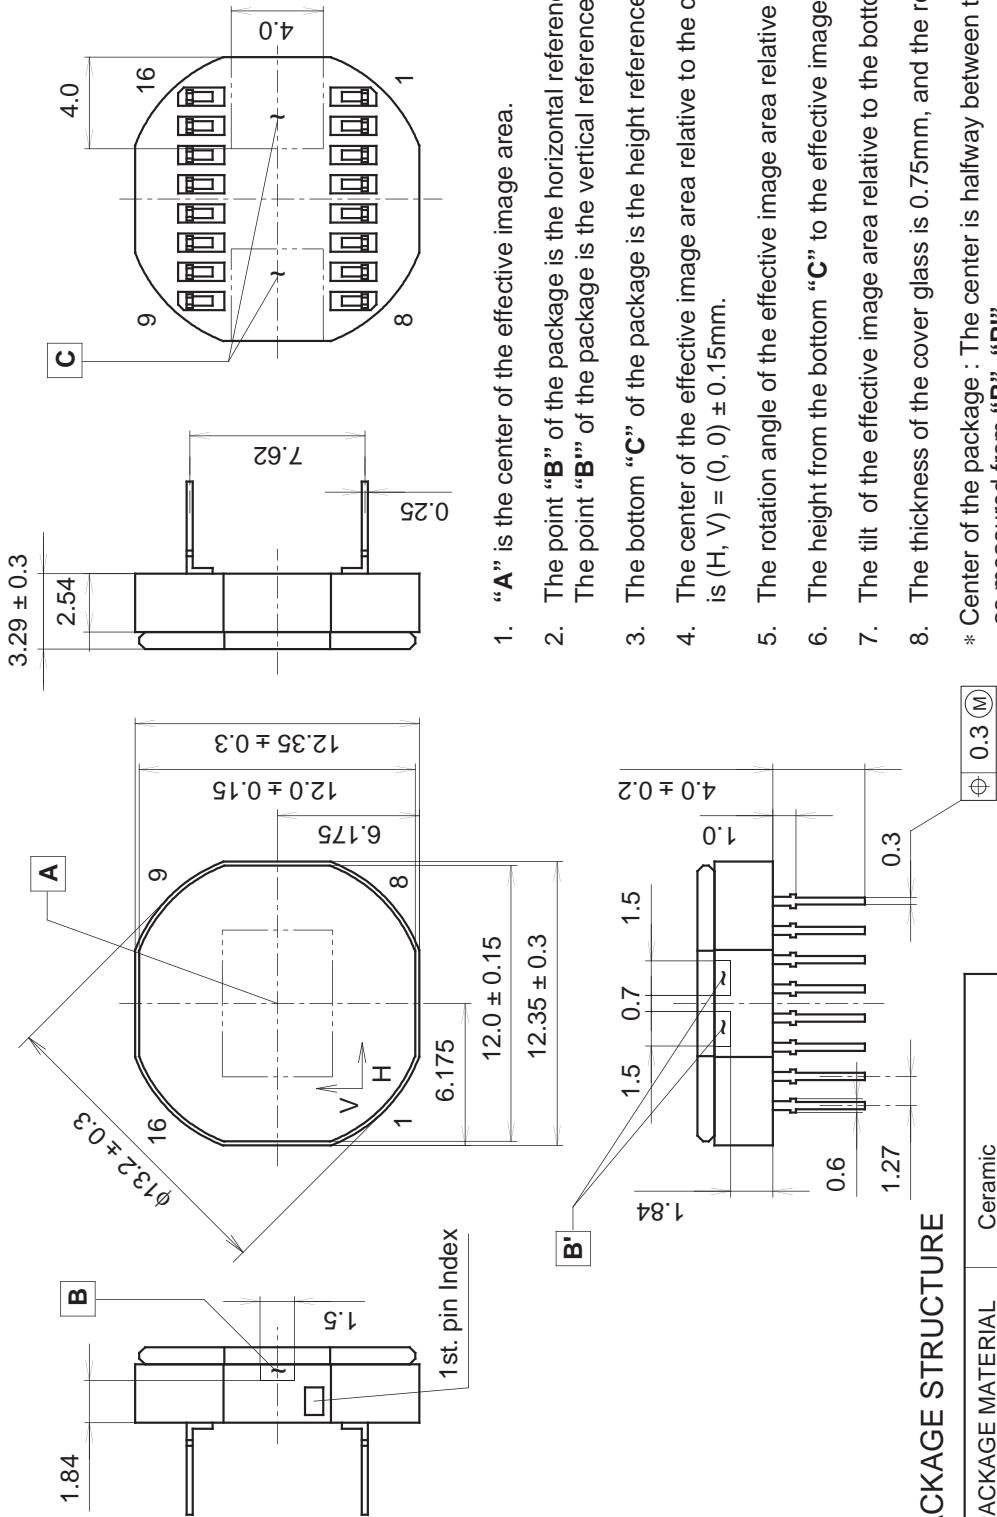 A
B
B'
C
16
9
1
8
V
H
φ13.2 ± 0.3
6.175
12.0 ± 0.15
12.35 ± 0.3
6.175
12.0 ± 0.15
12.35 ± 0.3
1.84
1.5
1st. pin Index
3.29 ± 0.3
2.54
7.62
0.25
4.0
4.0
16
9
1
8
1.5
0.7
1.5
1.0
4.0 ± 0.2
1.84
0.6
1.27
0.3
0.3 M
1. “A” is the center of the effective image area.
2. The point “B” of the package is the horizontal referenc
The point “B'” of the package is the vertical reference
3. The bottom “C” of the package is the height reference
4. The center of the effective image area relative to the c
is (H, V) = (0, 0) ± 0.15mm.
5. The rotation angle of the effective image area relative
6. The height from the bottom “C” to the effective image
7. The tilt of the effective image area relative to the botto
8. The thickness of the cover glass is 0.75mm, and the re
* Center of the package : The center is halfway between t
as measured from “B”, “B'”
ACKAGE STRUCTURE
PACKAGE MATERIAL Ceramic